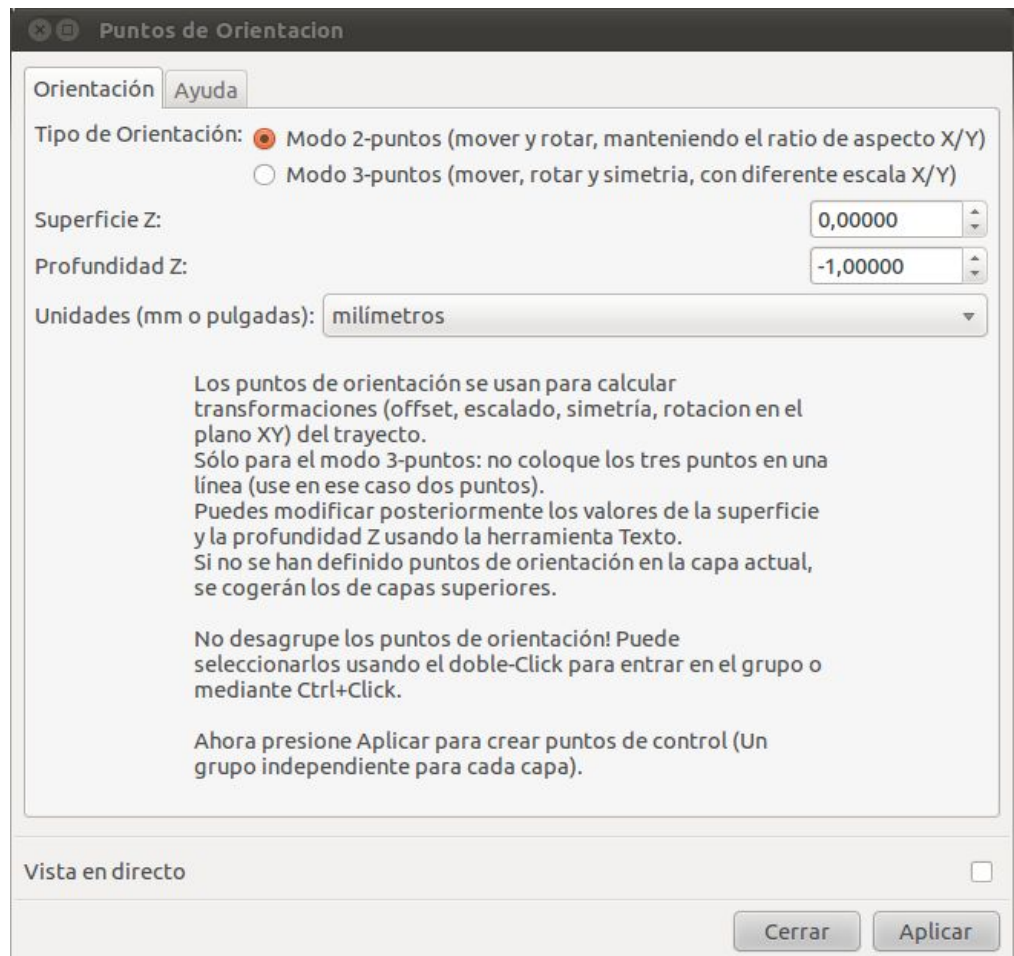 Puntos de Orientacion
Orientación
Ayuda
Tipo de Orientación:
Modo 2-puntos (mover y rotar, manteniendo el ratio de aspecto X/Y)
Modo 3-puntos (mover, rotar y simetria, con diferente escala X/Y)
Superficie Z:
0,00000
Profundidad Z:
-1,00000
Unidades (mm o pulgadas):
milímetros
Los puntos de orientación se usan para calcular
transformaciones (offset, escalado, simetría, rotacion en el
plano XY) del trayecto.
Sólo para el modo 3-puntos: no coloque los tres puntos en una
línea (use en ese caso dos puntos).
Puedes modificar posteriormente los valores de la superficie
y la profundidad Z usando la herramienta Texto.
Si no se han definido puntos de orientación en la capa actual,
se cogerán los de capas superiores.
No desagrupe los puntos de orientación! Puede
seleccionarlos usando el doble-Click para entrar en el grupo o
mediante Ctrl+Click.
Ahora presione Aplicar para crear puntos de control (Un
grupo independiente para cada capa).
Vista en directo
Cerrar
Aplicar